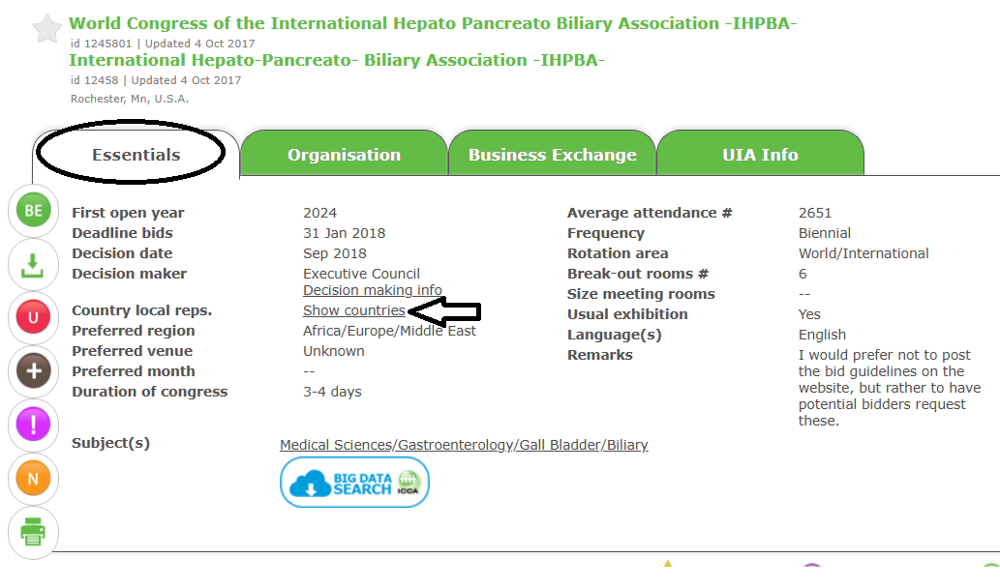 World Congress of the International Hepato Pancreato Biliary Association -IHPBA-
id 1245801 | Updated 4 Oct 2017
International Hepato-Pancreato- Biliary Association -IHPBA-
id 12458 | Updated 4 Oct 2017
Rochester, Mn, U.S.A.
Essentials Organisation Business Exchange UIA Info
BE
U
!
N
First open year 2024
Deadline bids 31 Jan 2018
Decision date Sep 2018
Decision maker Executive Council
Decision making info
Country local reps. Show countries
Preferred region Africa/Europe/Middle East
Preferred venue Unknown
Preferred month --
Duration of congress 3-4 days
Average attendance # 2651
Frequency Biennial
Rotation area World/International
Break-out rooms # 6
Size meeting rooms --
Usual exhibition Yes
Language(s) English
Remarks I would prefer not to post
the bid guidelines on the
website, but rather to have
potential bidders request
these.
Subject(s) Medical Sciences/Gastroenterology/Gall Bladder/Biliary
BIG DATA
SEARCH ICCA